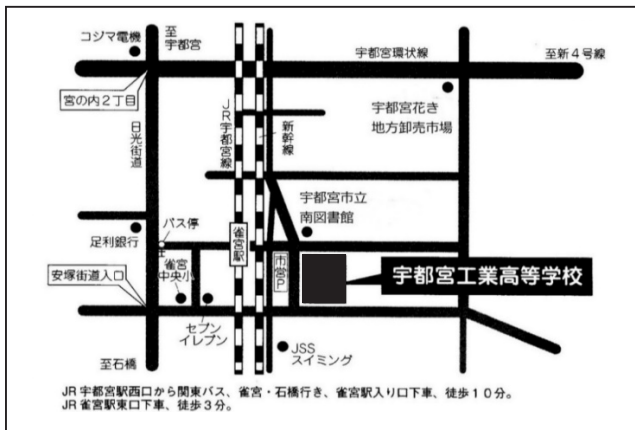 コジマ電機
至
宇都宮
宇都宮環状線
至新4号線
宮の内2丁目
日光街道
JR宇都宮線
新幹線
宇都宮花き
地方卸売市場
宇都宮市立
南図書館
バス停
足利銀行
雀宮駅
雀宮
中央小
市営P
宇都宮工業高等学校
安塚街道入口
セブン
イレブン
JSS
スイミング
至石橋
JR宇都宮駅西口から関東バス、雀宮・石橋行き、雀宮駅入り口下車、徒歩10分。
JR雀宮駅東口下車、徒歩3分。